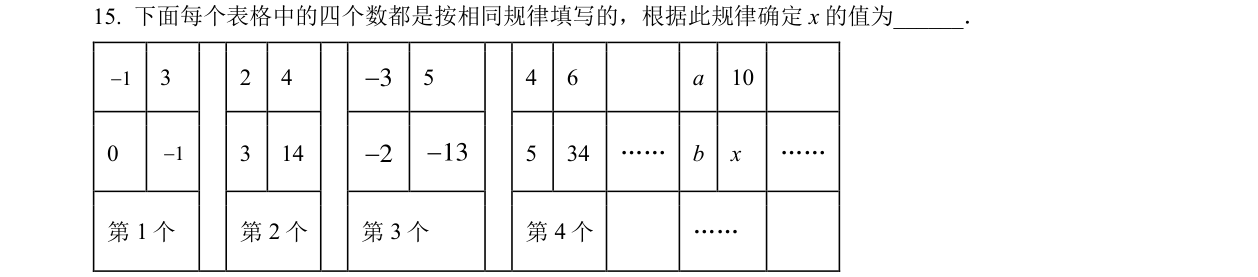 15. 下面每个表格中的四个数都是按相同规律填写的，根据此规律确定 x 的值为______．
−1 3 2 4 −3 5 4 6 a 10
0 −1 3 14 −2 −13 5 34 …… b x ……
第 1 个 第 2 个 第 3 个 第 4 个 ……